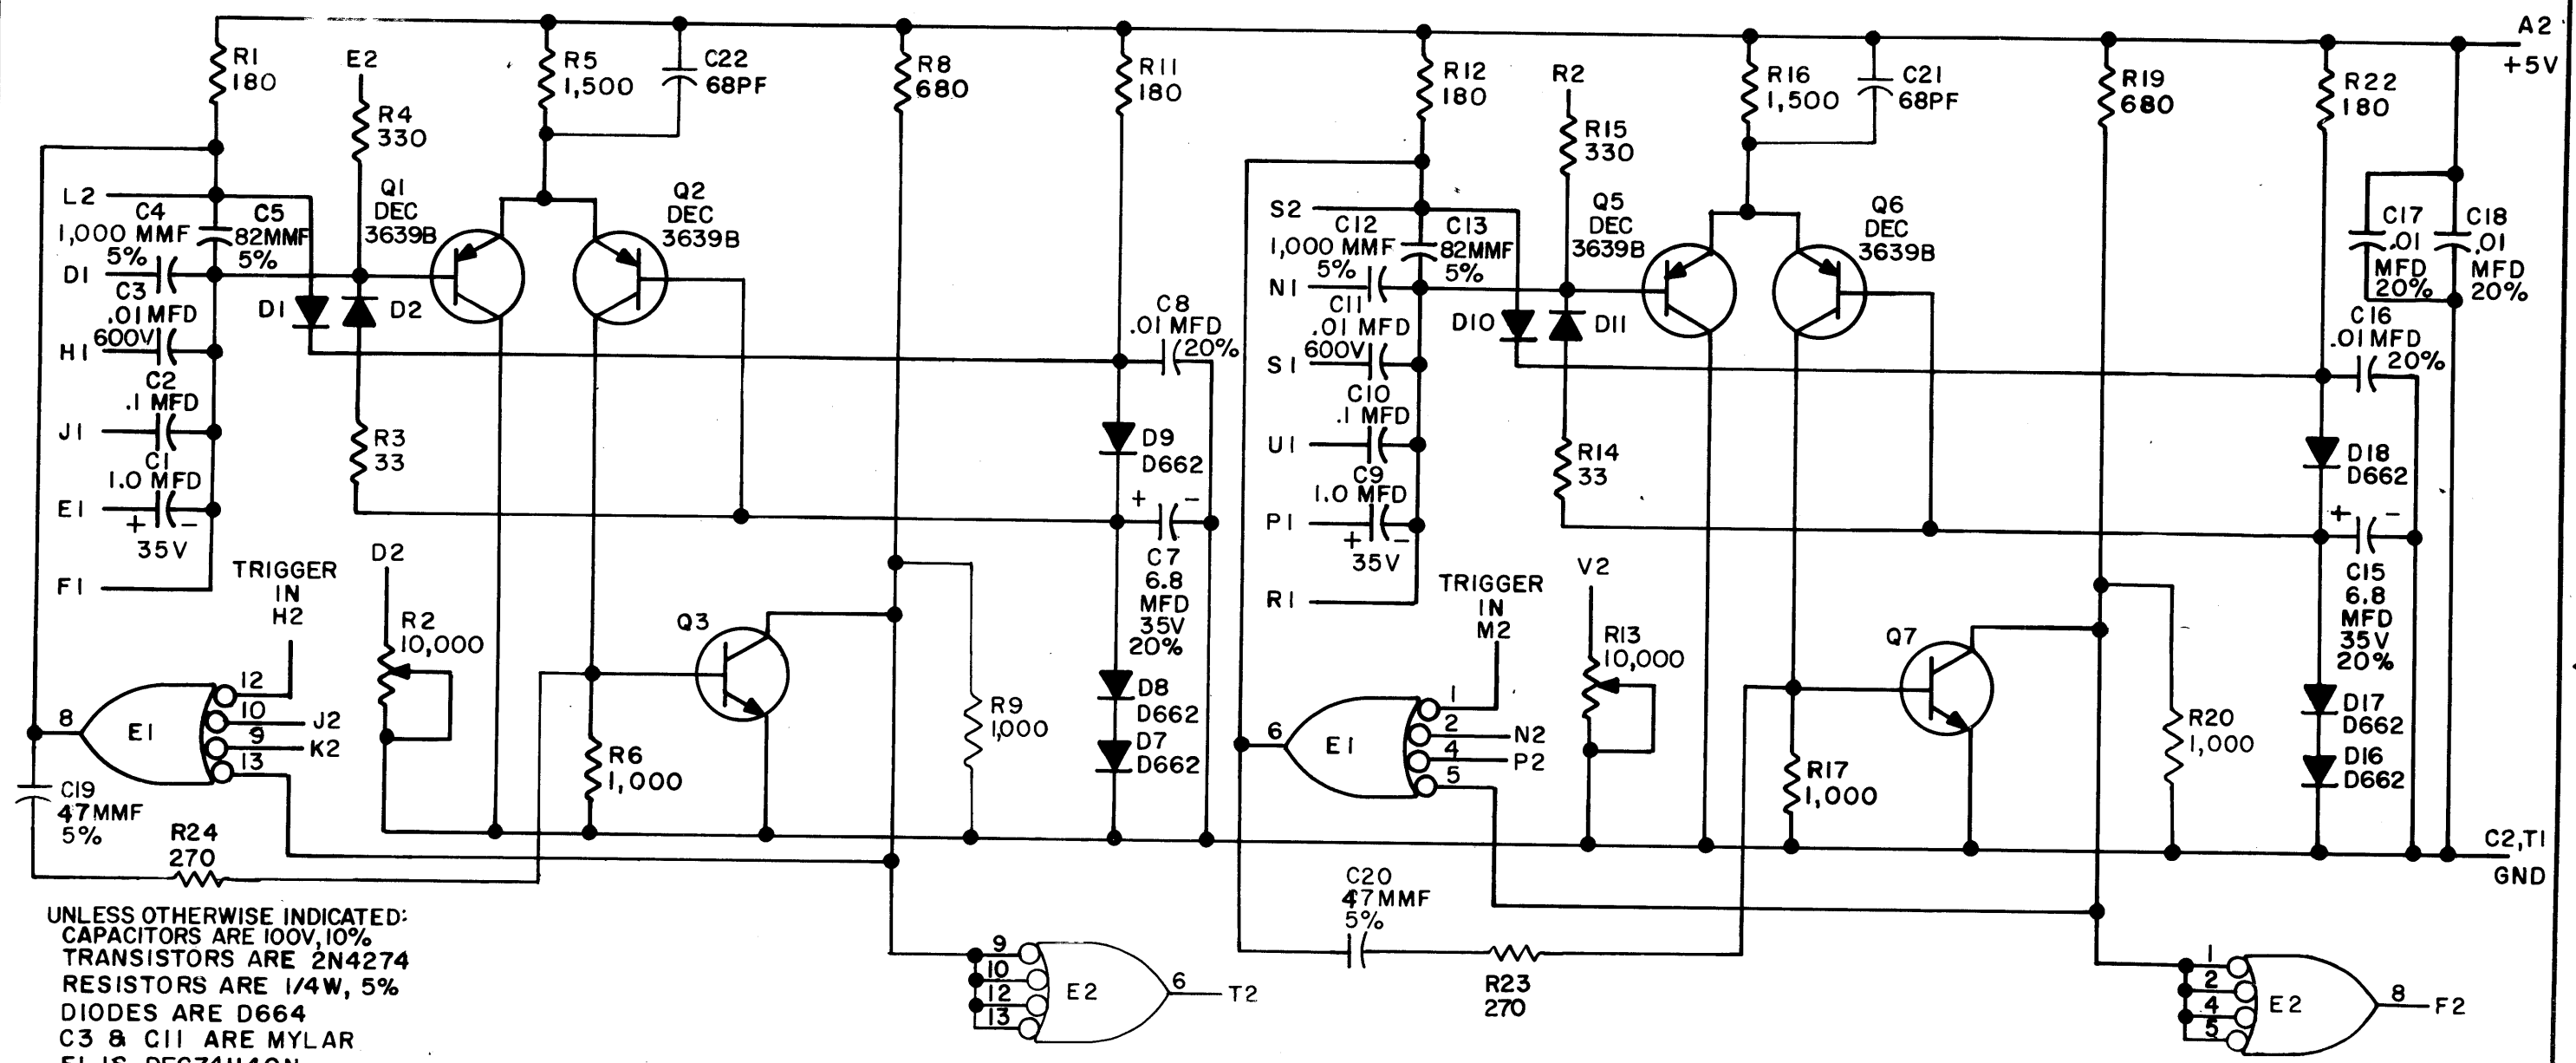 A2
+5V
R1
180
E2
R4
330
R5
1,500
C22
68PF
R8
680
R11
180
R12
180
R2
R15
330
R16
1,500
C21
68PF
R19
680
R22
180
L2
C4
1,000 MMF
5%
C5
82MMF
5%
Q1
DEC
3639B
Q2
DEC
3639B
D1
C3
.01MFD
600V
D1
D2
H1
C2
.1 MFD
J1
C1
1.0 MFD
E1
+ -
35V
F1
R3
33
C8
.01MFD
20%
D9
D662
+ -
C7
6.8
MFD
35V
20%
TRIGGER
IN
H2
D2
R2
10,000
Q3
R9
1,000
D8
D662
D7
D662
R6
1,000
12
10
J2
9
K2
13
8
E1
C19
47MMF
5%
R24
270
S2
C12
1,000 MMF
5%
C13
82MMF
5%
Q5
DEC
3639B
Q6
DEC
3639B
N1
C11
.01 MFD
600V
D10
D11
S1
C10
.1 MFD
U1
C9
1.0 MFD
P1
+ -
35V
R1
R14
33
C17
.01
MFD
20%
C18
.01
MFD
20%
C16
.01MFD
20%
D18
D662
+ -
C15
6.8
MFD
35V
20%
TRIGGER
IN
M2
V2
R13
10,000
Q7
R20
1,000
D17
D662
D16
D662
R17
1,000
1
2
N2
4
P2
5
6
E1
C20
47MMF
5%
R23
270
C2,T1
GND
9
10
12
13
E2
6
T2
1
2
4
5
E2
8
F2
UNLESS OTHERWISE INDICATED:
CAPACITORS ARE 100V, 10%
TRANSISTORS ARE 2N4274
RESISTORS ARE 1/4W, 5%
DIODES ARE D664
C3 & C11 ARE MYLAR